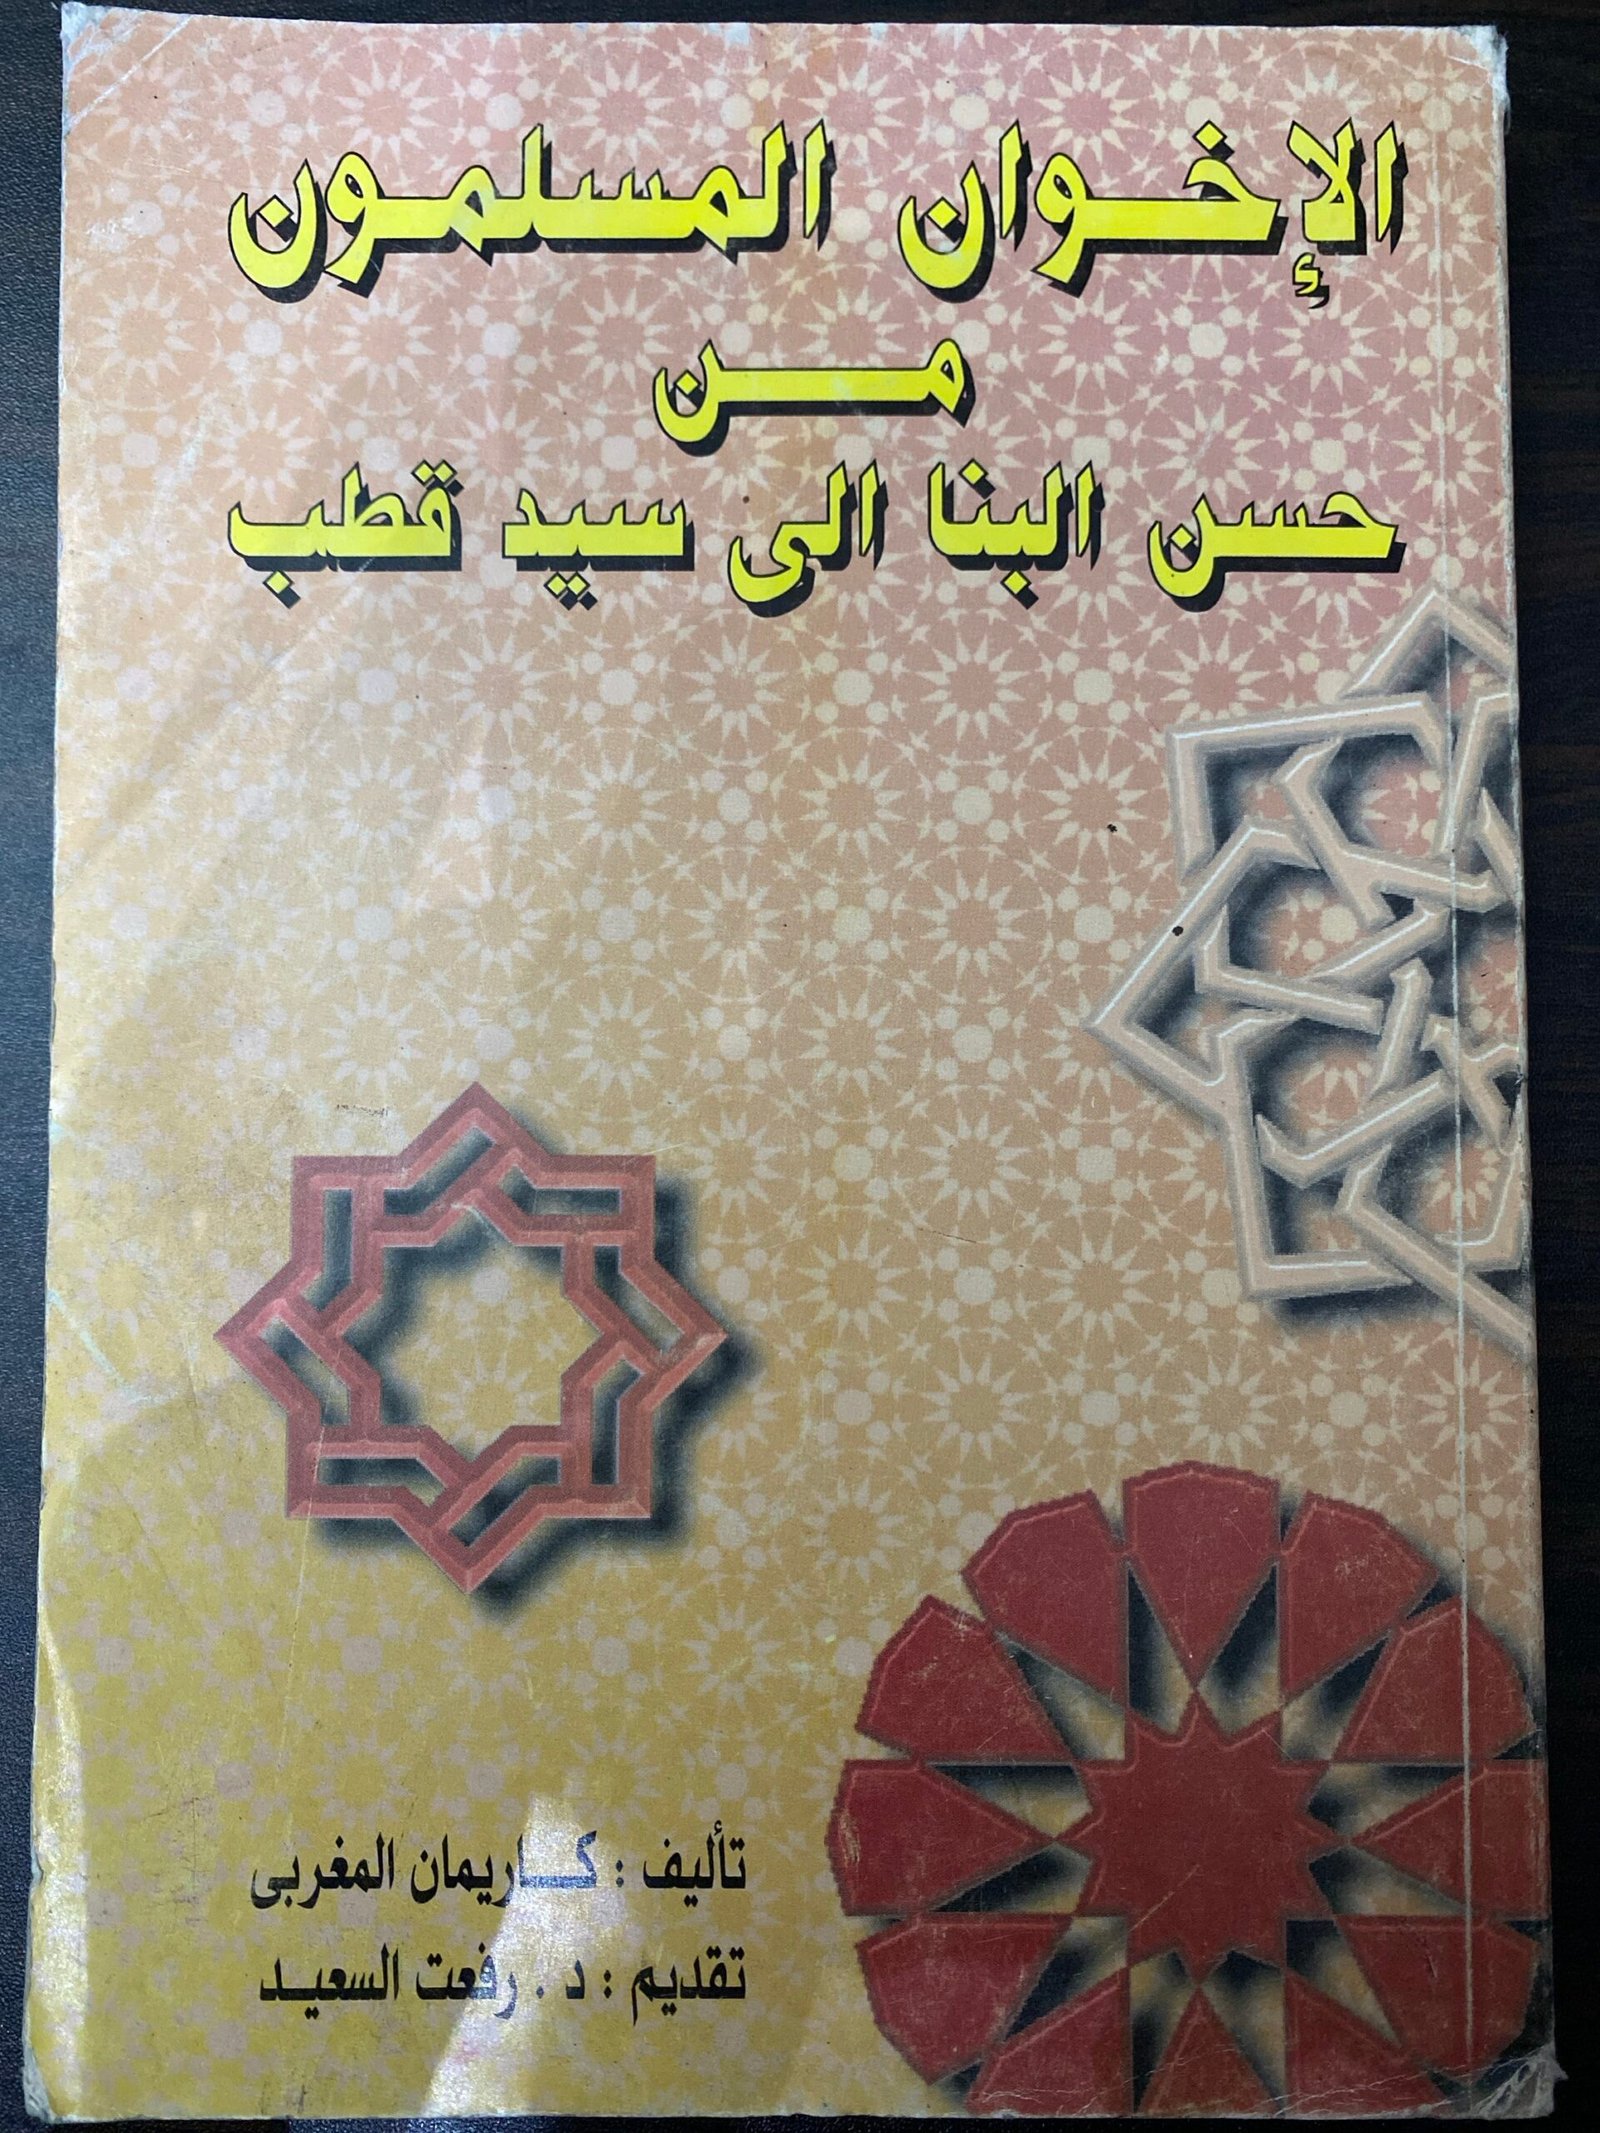 الإخوان المسلمون
من
حسن البنا الى سيد قطب
تأليف : كاريمان المغربى
تقديم : د . رفعت السعيد